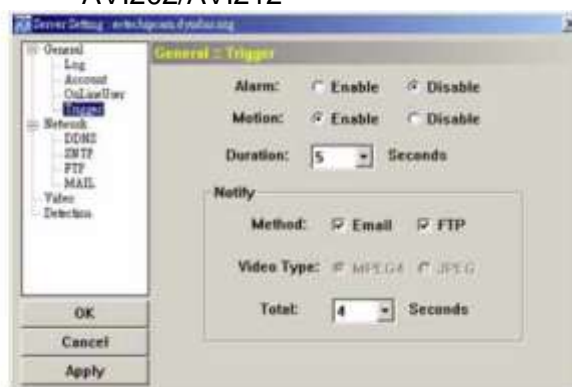 Server Setting
General
Log
Account
OnLineUser
Trigger
Network
DDNS
SNTP
FTP
MAIL
Video
Detection
OK
Cancel
Apply
General :: Trigger
Alarm: Enable Disable
Motion: Enable Disable
Duration: 5 Seconds
Notify
Method: Email FTP
Video Type: MPEG4 JPEG
Total: 4 Seconds